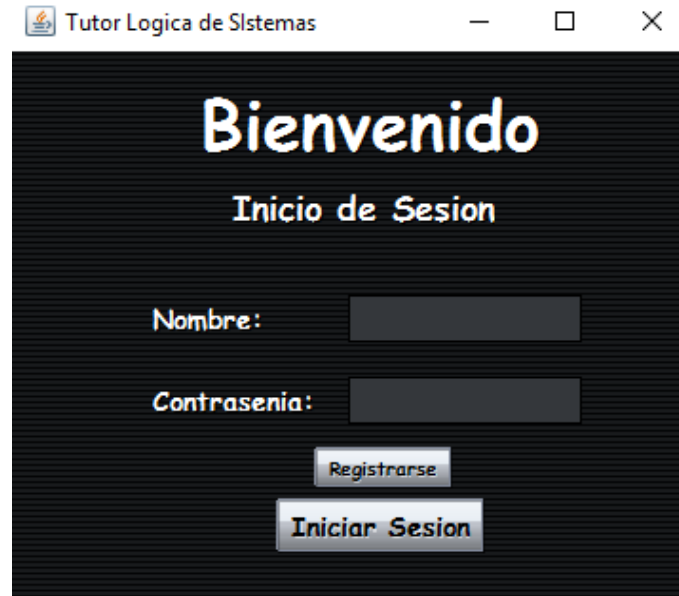 Tutor Logica de SIstemas
Bienvenido
Inicio de Sesion
Nombre:
Contrasenia:
Registrarse
Iniciar Sesion